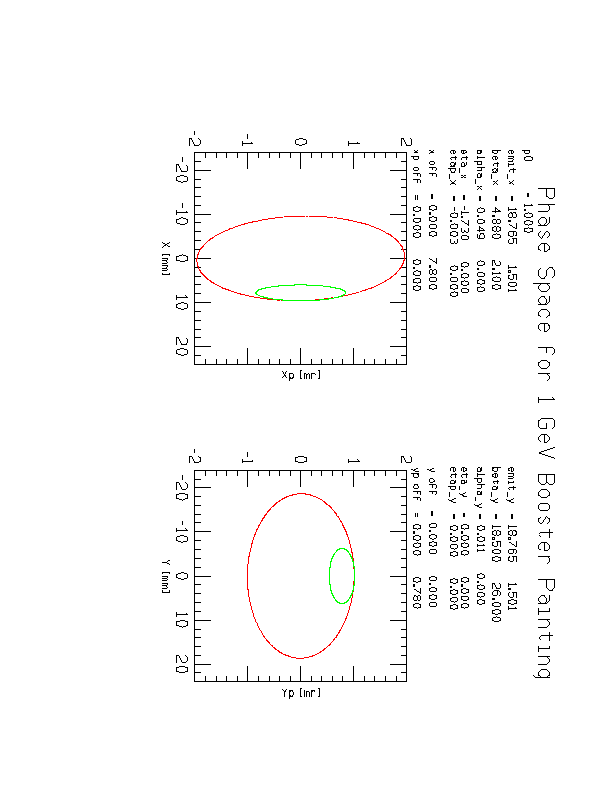 Phase Space for 1 GeV Booster Painting
p0 = 1.000
emit_x = 18.765 1.501
beta_x = 4.880 2.100
alpha_x = 0.049 0.000
eta_x = -1.730 0.000
etap_x = -0.003 0.000
x off = 0.000 7.800
xp off = 0.000 0.000
2
1
0
-1
-2
-20 -10 0 10 20
X [mm]
Xp [mr]
emit_y = 18.765 1.501
beta_y = 18.500 26.000
alpha_y = 0.011 0.000
eta_y = 0.000 0.000
etap_y = 0.000 0.000
y off = 0.000 0.000
yp off = 0.000 0.780
2
1
0
-1
-2
-20 -10 0 10 20
Y [mm]
Yp [mr]